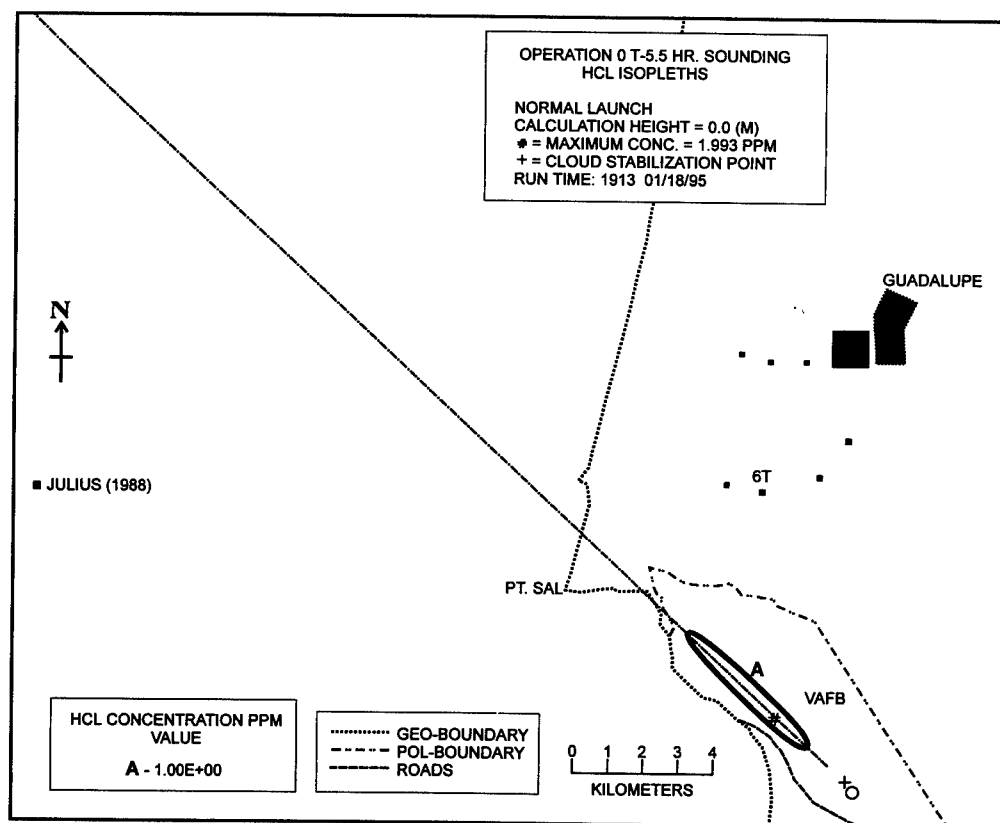 OPERATION 0 T-5.5 HR. SOUNDING
HCL ISOPLETHS
NORMAL LAUNCH
CALCULATION HEIGHT = 0.0 (M)
* = MAXIMUM CONC. = 1.993 PPM
+ = CLOUD STABILIZATION POINT
RUN TIME: 1913 01/18/95
GUADALUPE
N
JULIUS (1988)
6T
PT. SAL
A
VAFB
HCL CONCENTRATION PPM
VALUE
A - 1.00E+00
GEO-BOUNDARY
POL-BOUNDARY
ROADS
0 1 2 3 4
KILOMETERS